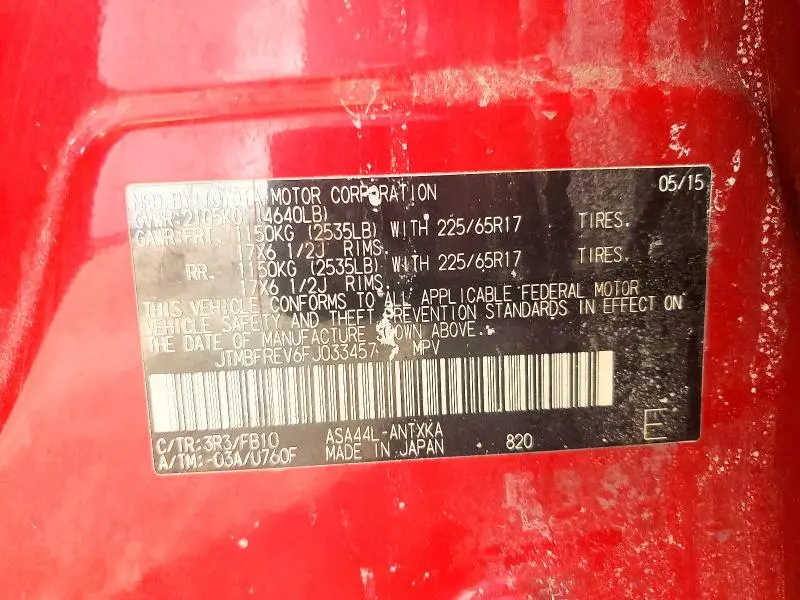 MFD BY TOYOTA MOTOR CORPORATION 05/15
GVWR:2105KG (4640LB)
GAWR:FRT. 1150KG (2535LB) WITH 225/65R17 TIRES.
17X6 1/2J RIMS.
RR. 1150KG (2535LB) WITH 225/65R17 TIRES.
17X6 1/2J RIMS.
THIS VEHICLE CONFORMS TO ALL APPLICABLE FEDERAL MOTOR
VEHICLE SAFETY AND THEFT PREVENTION STANDARDS IN EFFECT ON
THE DATE OF MANUFACTURE SHOWN ABOVE.
JTMBFREV6FJ033457 MPV
C/TR:3R3/FB10 ASA44L-ANTXKA
A/TM:-03A/U760F MADE IN JAPAN 820 E